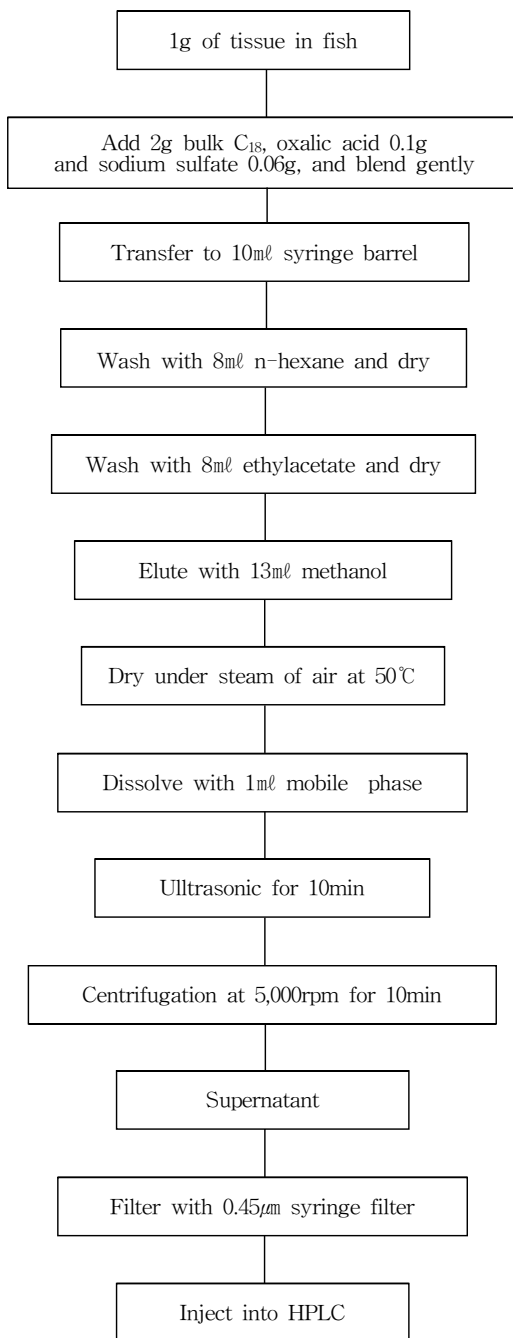 1g of tissue in fish
Add 2g bulk C₁₈, oxalic acid 0.1g
and sodium sulfate 0.06g, and blend gently
Transfer to 10㎖ syringe barrel
Wash with 8㎖ n-hexane and dry
Wash with 8㎖ ethylacetate and dry
Elute with 13㎖ methanol
Dry under steam of air at 50℃
Dissolve with 1㎖ mobile phase
Ulltrasonic for 10min
Centrifugation at 5,000rpm for 10min
Supernatant
Filter with 0.45㎛ syringe filter
Inject into HPLC